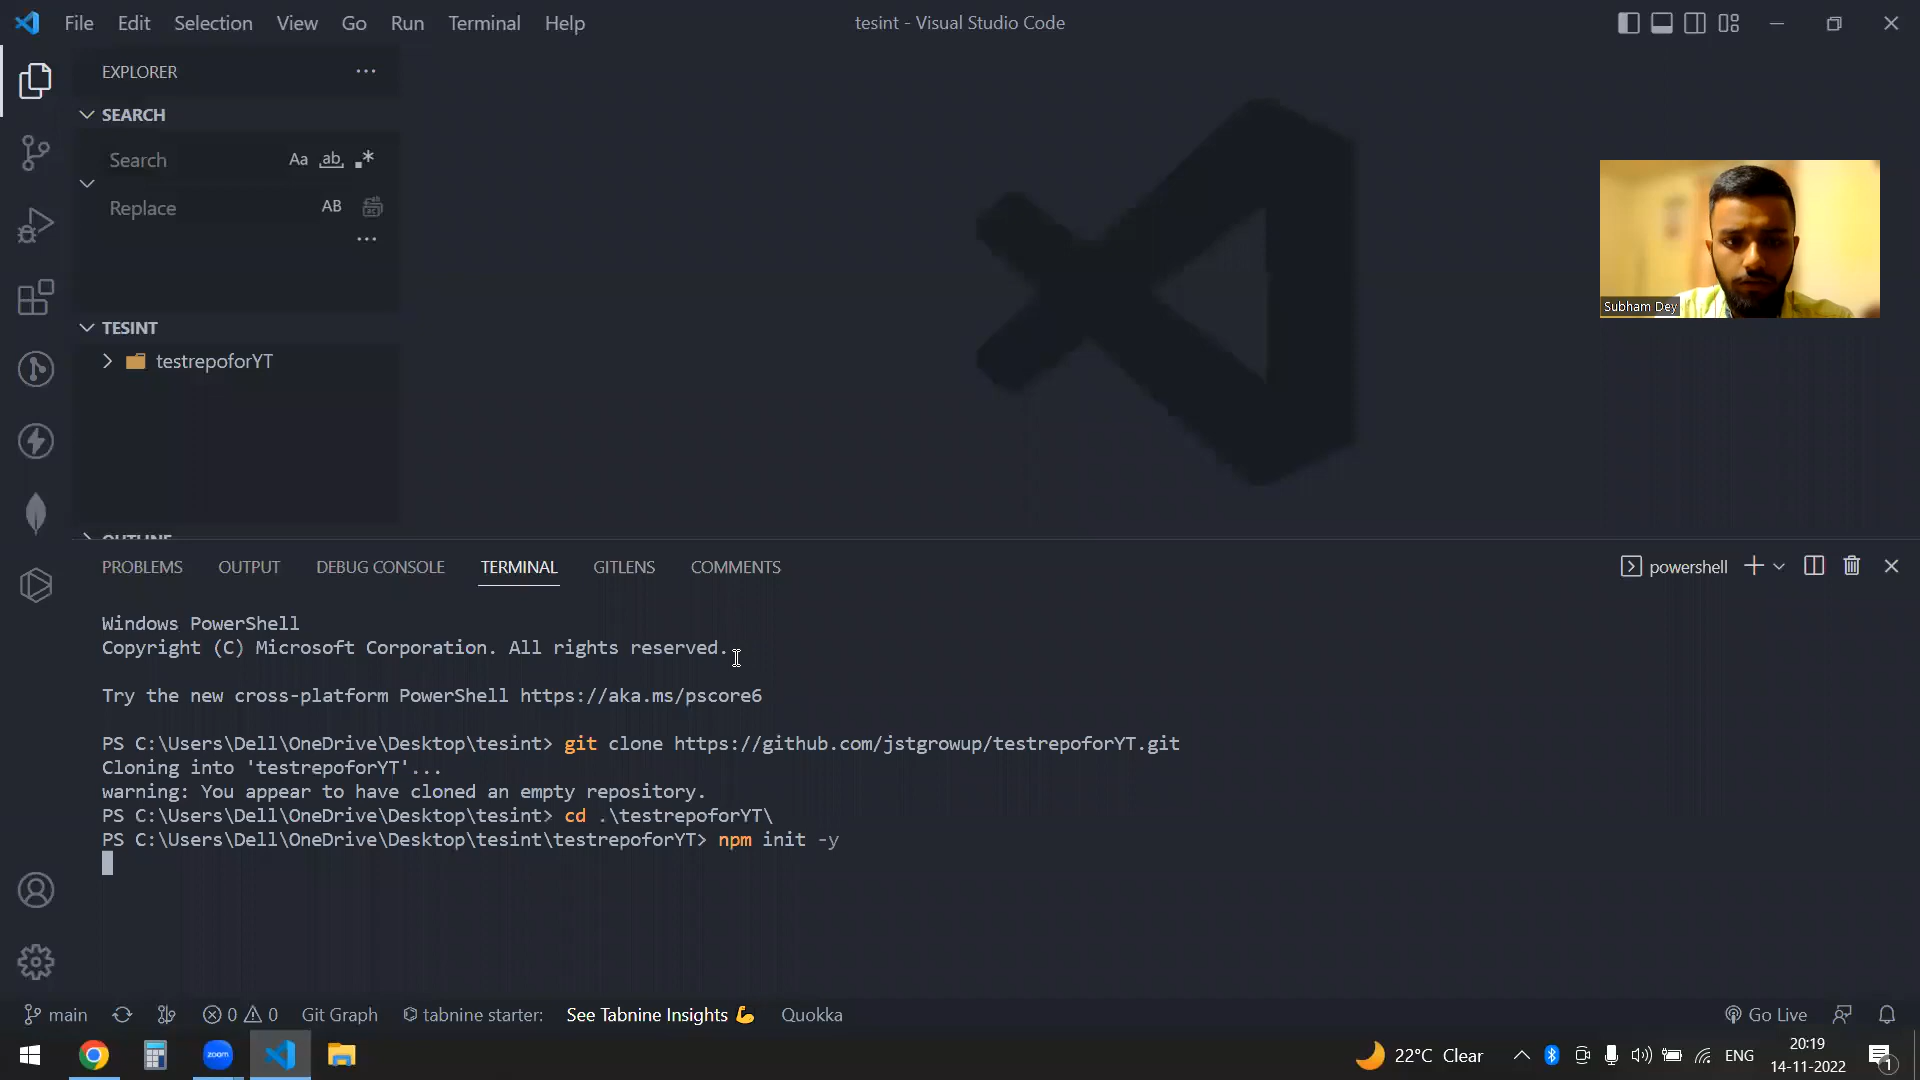 File Edit Selection View Go Run Terminal Help
tesint - Visual Studio Code
EXPLORER
SEARCH
Search
Aa ab .*
Replace
AB
TESINT
testrepoforYT
OUTLINE
Subham Dey
PROBLEMS OUTPUT DEBUG CONSOLE TERMINAL GITLENS COMMENTS
powershell
Windows PowerShell
Copyright (C) Microsoft Corporation. All rights reserved.
Try the new cross-platform PowerShell https://aka.ms/pscore6
PS C:\Users\Dell\OneDrive\Desktop\tesint> git clone https://github.com/jstgrowup/testrepoforYT.git
Cloning into 'testrepoforYT'...
warning: You appear to have cloned an empty repository.
PS C:\Users\Dell\OneDrive\Desktop\tesint> cd .\testrepoforYT\
PS C:\Users\Dell\OneDrive\Desktop\tesint\testrepoforYT> npm init -y
main 0 0 Git Graph tabnine starter: See Tabnine Insights Quokka
Go Live
zoom
22°C Clear
ENG
20:19
14-11-2022
1